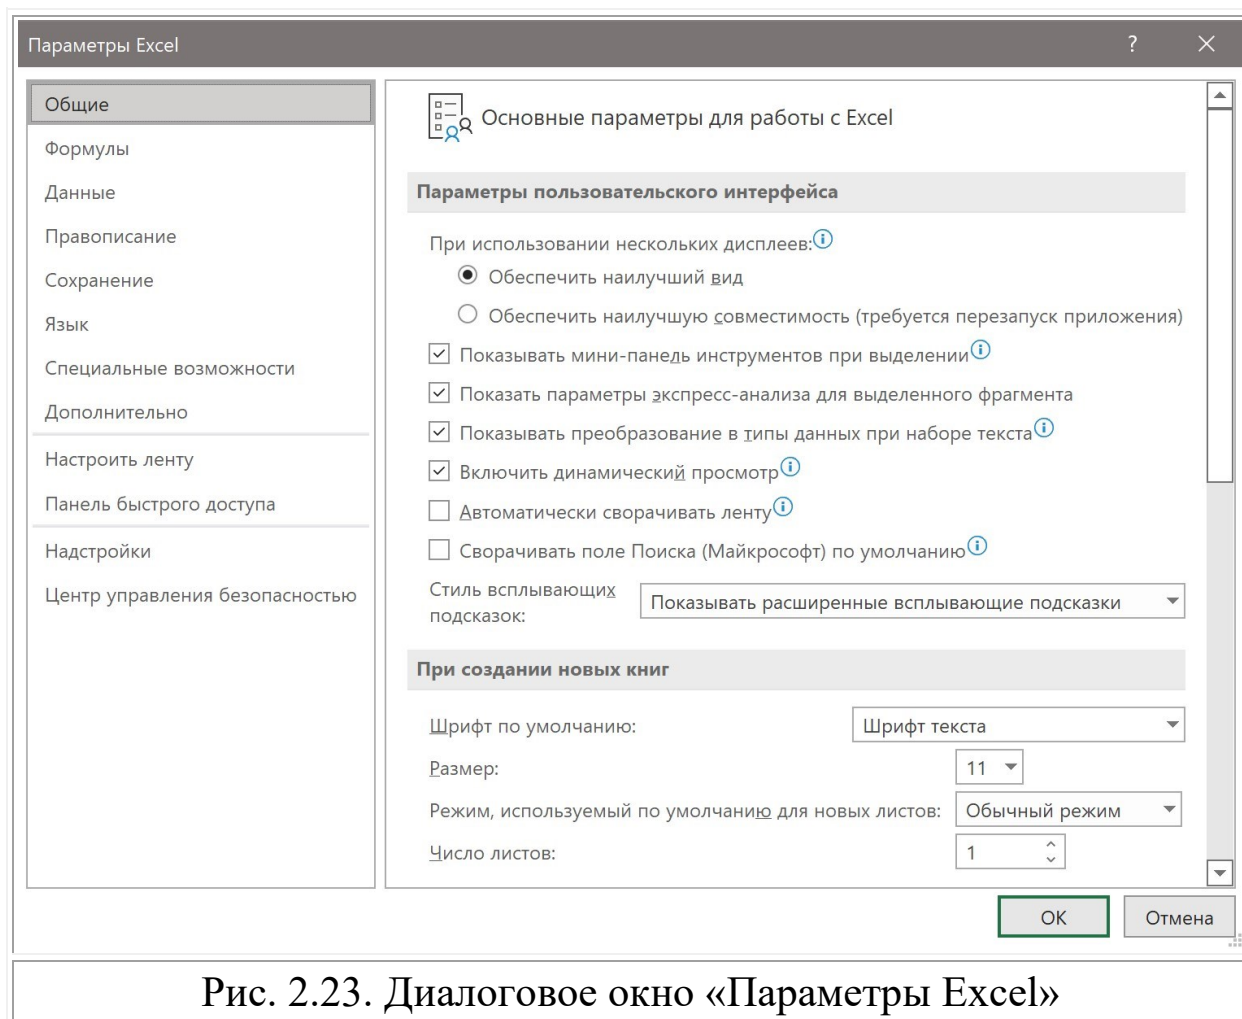 Параметры Excel
?
Общие
Формулы
Данные
Правописание
Сохранение
Язык
Специальные возможности
Дополнительно
Настроить ленту
Панель быстрого доступа
Надстройки
Центр управления безопасностью
Основные параметры для работы с Excel
Параметры пользовательского интерфейса
При использовании нескольких дисплеев:
Обеспечить наилучший вид
Обеспечить наилучшую совместимость (требуется перезапуск приложения)
Показывать мини-панель инструментов при выделении
Показать параметры экспресс-анализа для выделенного фрагмента
Показывать преобразование в типы данных при наборе текста
Включить динамический просмотр
Автоматически сворачивать ленту
Сворачивать поле Поиска (Майкрософт) по умолчанию
Стиль всплывающих
подсказок:
Показывать расширенные всплывающие подсказки
При создании новых книг
Шрифт по умолчанию: Шрифт текста
Размер: 11
Режим, используемый по умолчанию для новых листов: Обычный режим
Число листов: 1
ОК
Отмена
Рис. 2.23. Диалоговое окно «Параметры Excel»